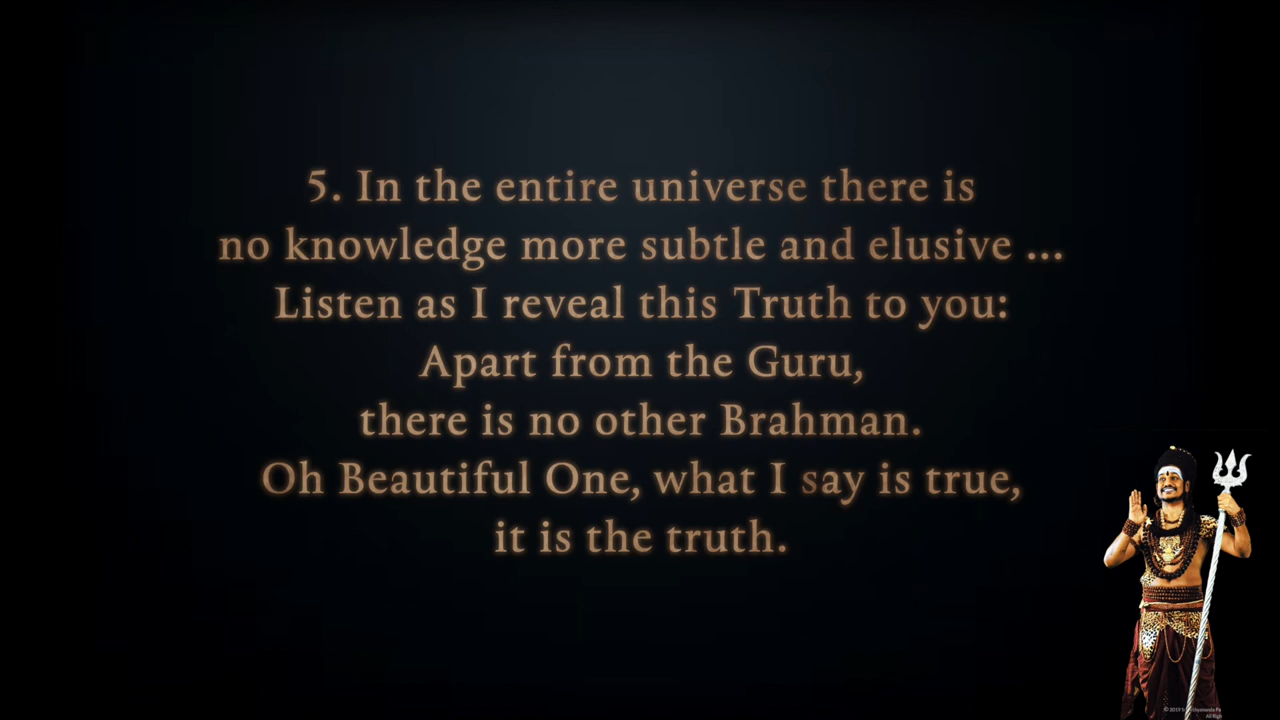 5. In the entire universe there is
no knowledge more subtle and elusive ...
Listen as I reveal this Truth to you:
Apart from the Guru,
there is no other Brahman.
Oh Beautiful One, what I say is true,
it is the truth.
© 2019